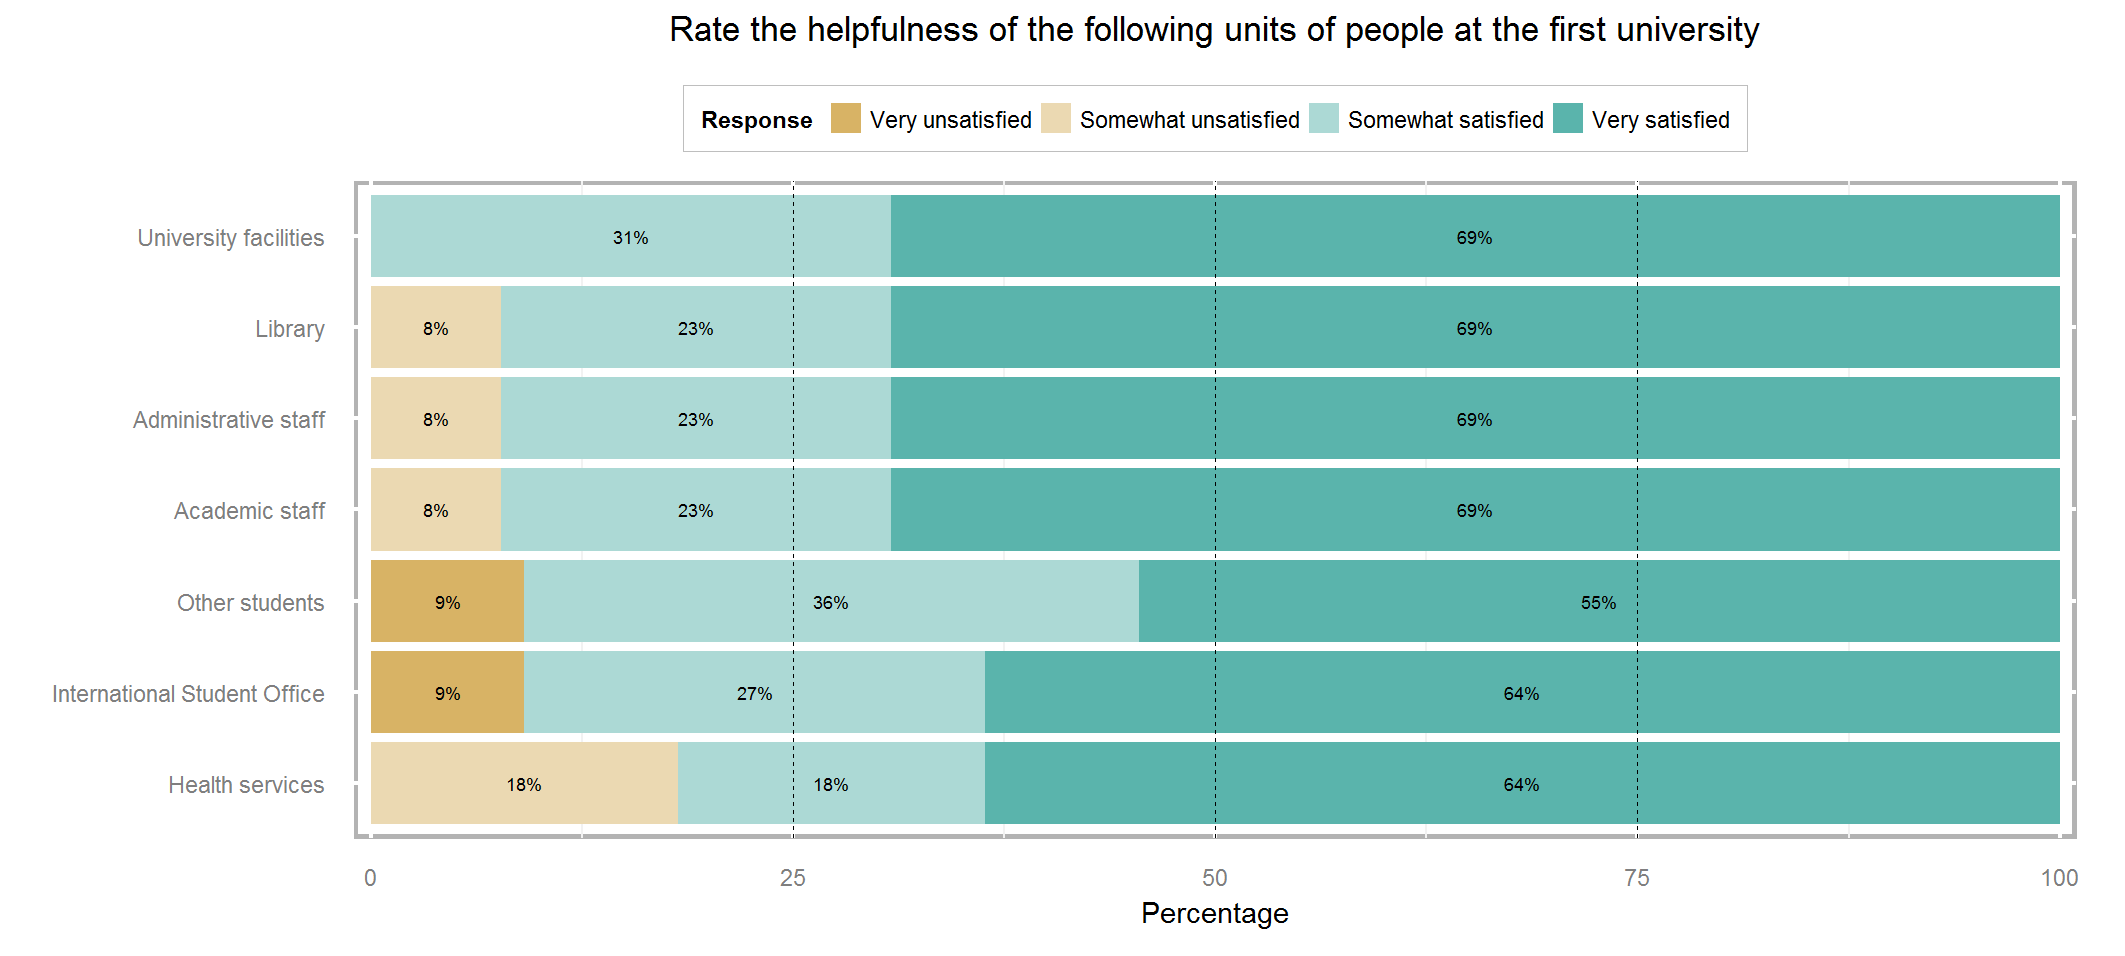 Rate the helpfulness of the following units of people at the first university
Response Very unsatisfied Somewhat unsatisfied Somewhat satisfied Very satisfied
University facilities 31% 69%
Library 8% 23% 69%
Administrative staff 8% 23% 69%
Academic staff 8% 23% 69%
Other students 9% 36% 55%
International Student Office 9% 27% 64%
Health services 18% 18% 64%
0 25 50 75 100
Percentage